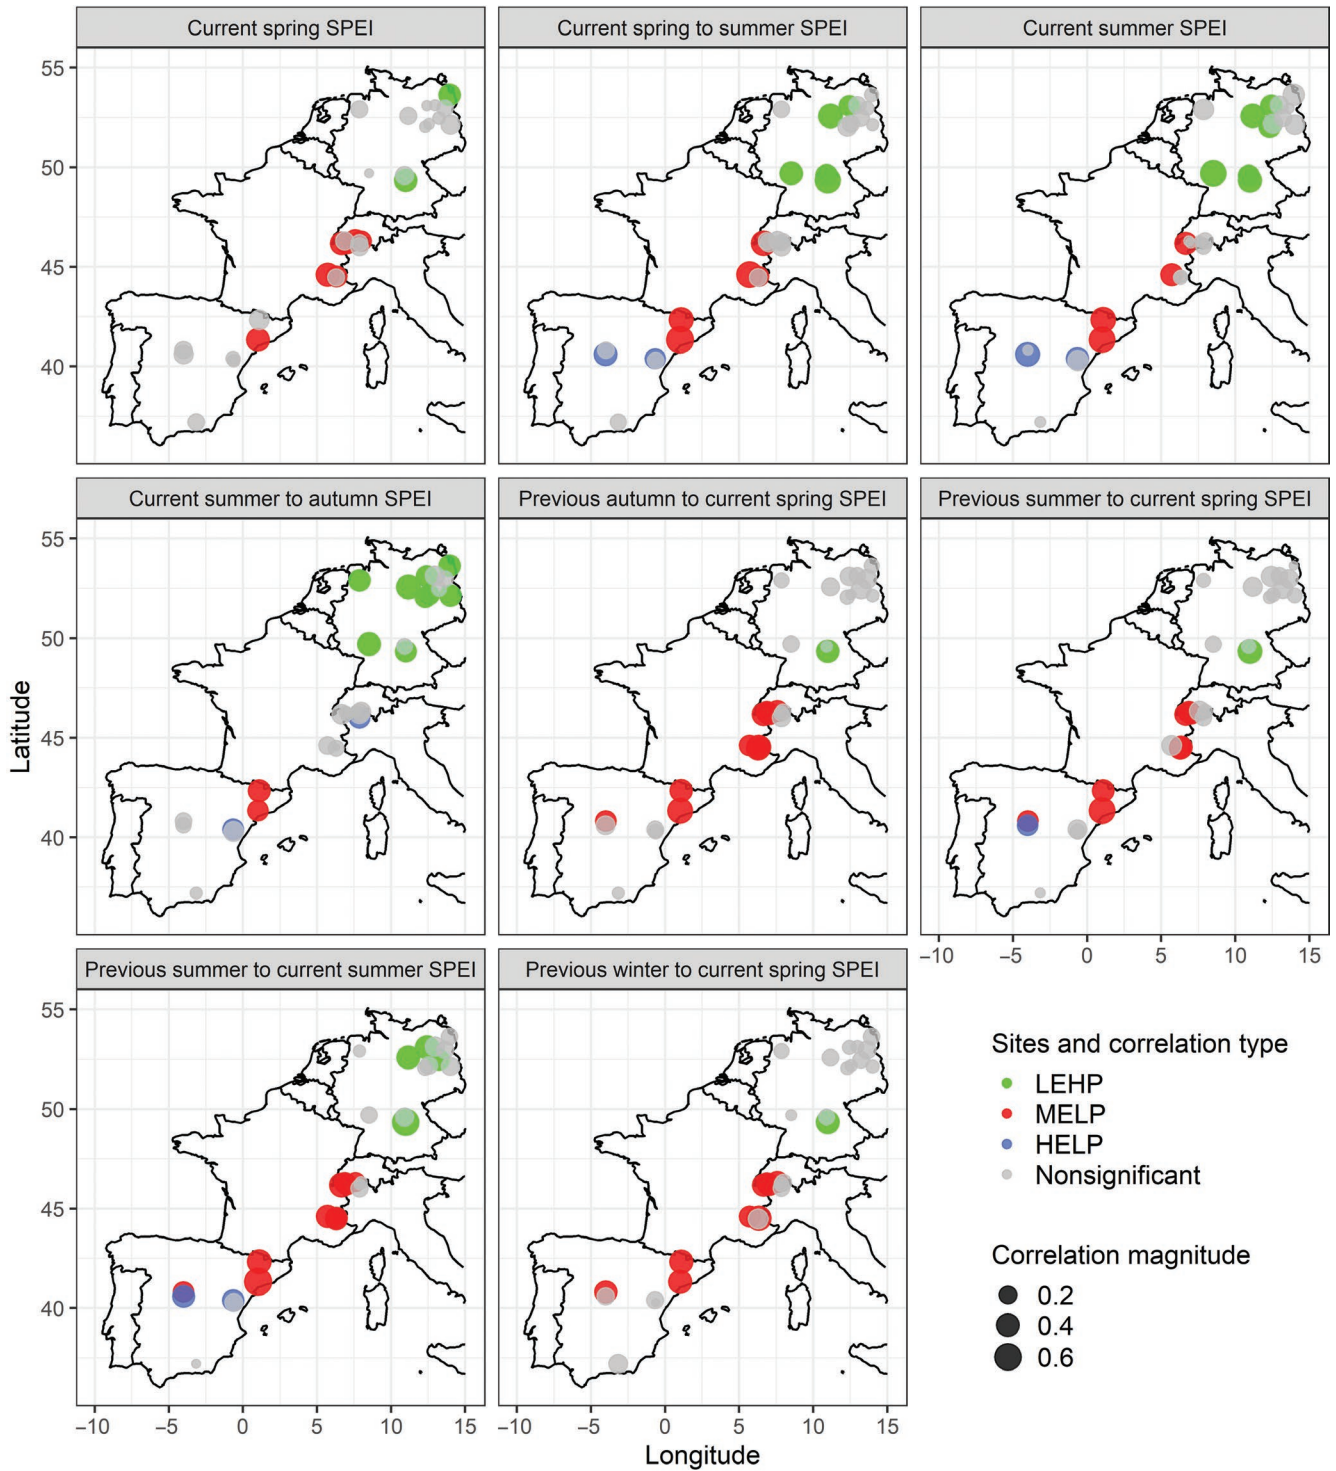 Current spring SPEI
Current spring to summer SPEI
Current summer SPEI
55
50
45
40
Current summer to autumn SPEI
Previous autumn to current spring SPEI
Previous summer to current spring SPEI
55
50
45
40
−10 −5 0 5 10 15
Previous summer to current summer SPEI
Previous winter to current spring SPEI
55
50
45
40
−10 −5 0 5 10 15
−10 −5 0 5 10 15
Latitude
Longitude
Sites and correlation type
LEHP
MELP
HELP
Nonsignificant
Correlation magnitude
0.2
0.4
0.6